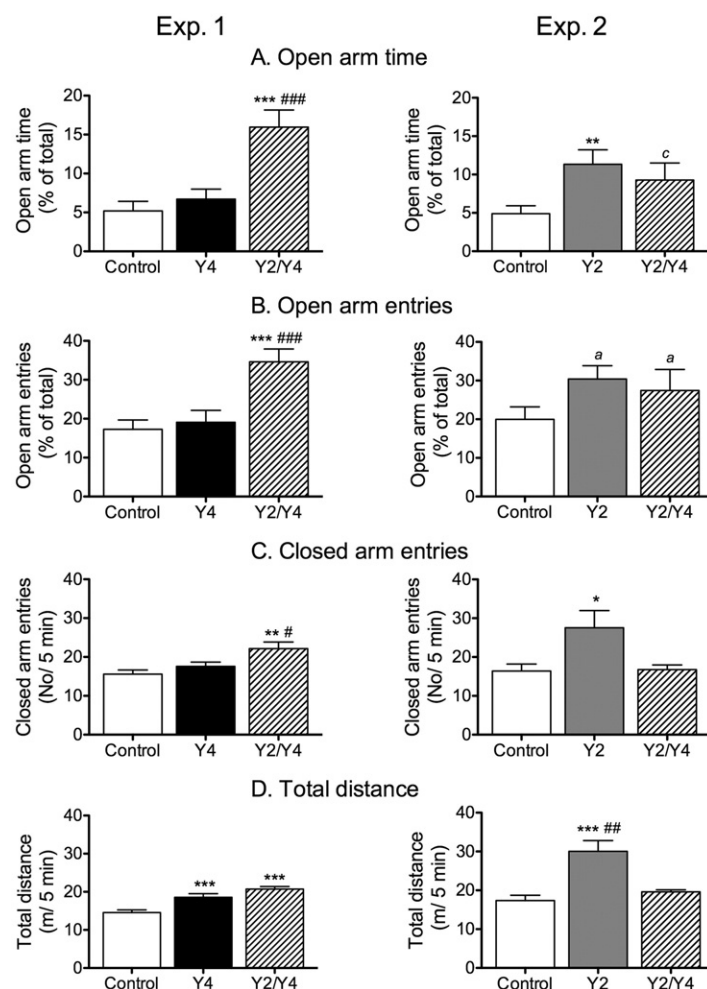 Exp. 1
Exp. 2
A. Open arm time
Open arm time
(% of total)
20
15
10
5
0
*** ###
Control Y4 Y2/Y4
Open arm time
(% of total)
20
15
10
5
0
**
c
Control Y2 Y2/Y4
B. Open arm entries
Open arm entries
(% of total)
40
30
20
10
0
*** ###
Control Y4 Y2/Y4
Open arm entries
(% of total)
40
30
20
10
0
a a
Control Y2 Y2/Y4
C. Closed arm entries
Closed arm entries
(No/ 5 min)
40
30
20
10
0
** #
Control Y4 Y2/Y4
Closed arm entries
(No/ 5 min)
40
30
20
10
0
*
Control Y2 Y2/Y4
D. Total distance
Total distance
(m/ 5 min)
40
30
20
10
0
*** ***
Control Y4 Y2/Y4
Total distance
(m/ 5 min)
40
30
20
10
0
*** ##
Control Y2 Y2/Y4